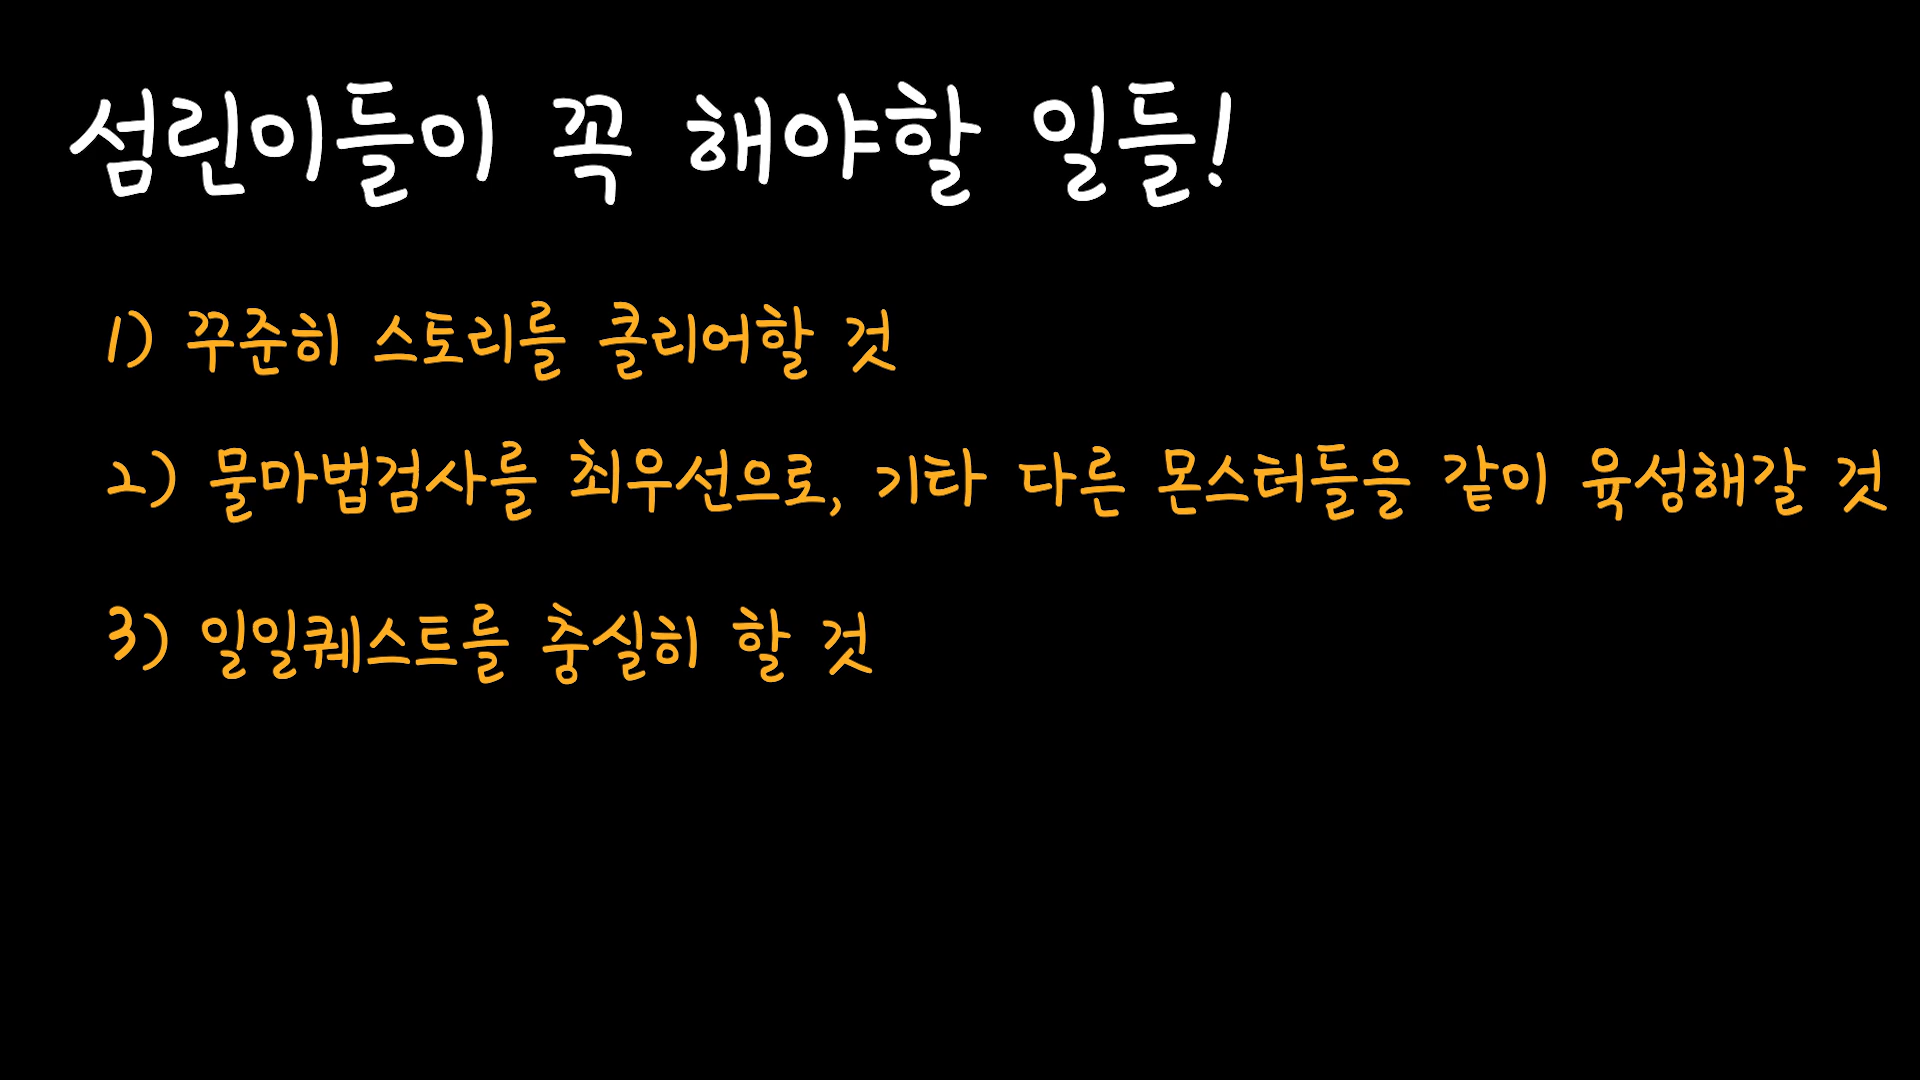 섬린이들이 꼭 해야할 일들!
1) 꾸준히 스토리를 클리어할 것
2) 물마법검사를 최우선으로, 기타 다른 몬스터들을 같이 육성해갈 것
3) 일일퀘스트를 충실히 할 것